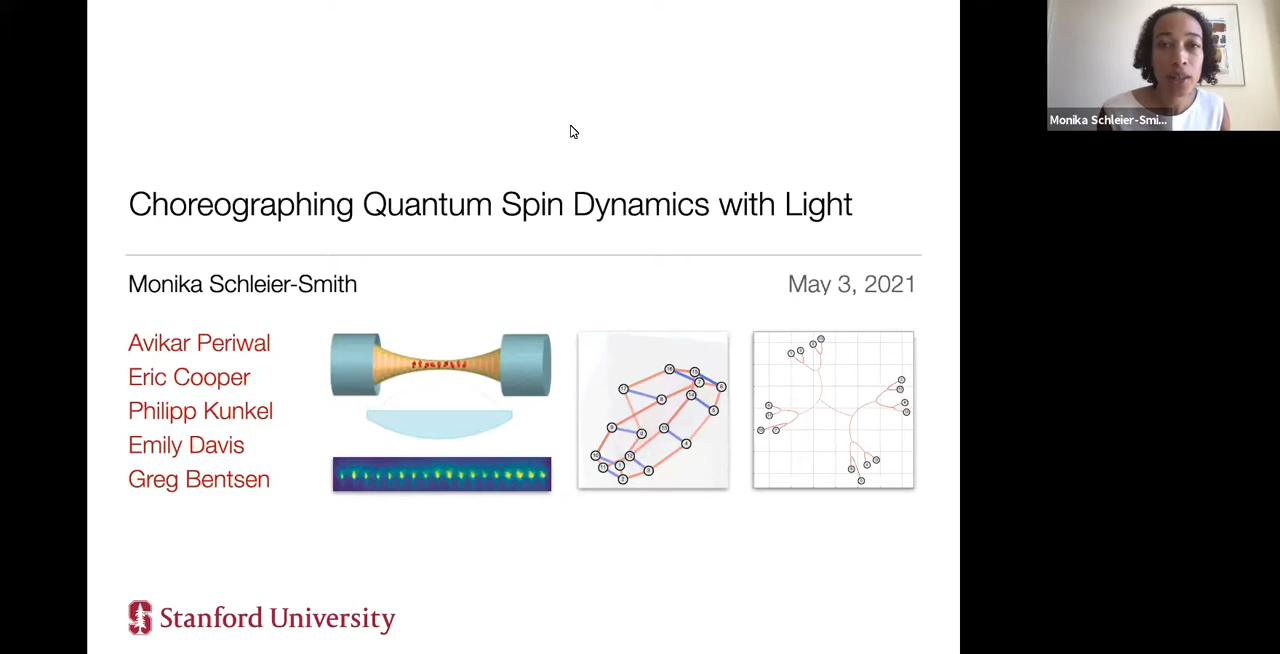 Choreographing Quantum Spin Dynamics with Light
Monika Schleier-Smith
May 3, 2021
Avikar Periwal
Eric Cooper
Philipp Kunkel
Emily Davis
Greg Bentsen
Stanford University
Monika Schleier-Smi...